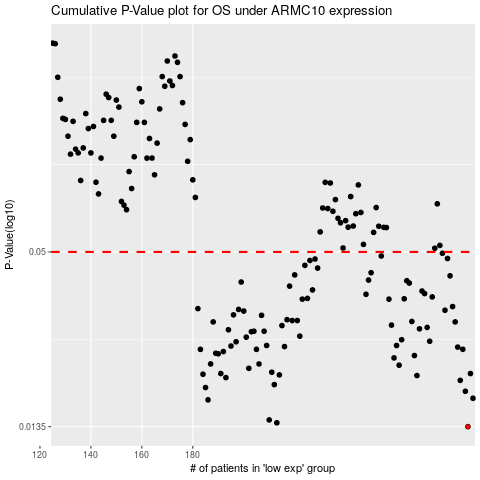 Cumulative P-Value plot for OS under ARMC10 expression
P-Value(log10)
0.05
0.0135
120 140 160 180
# of patients in 'low exp' group